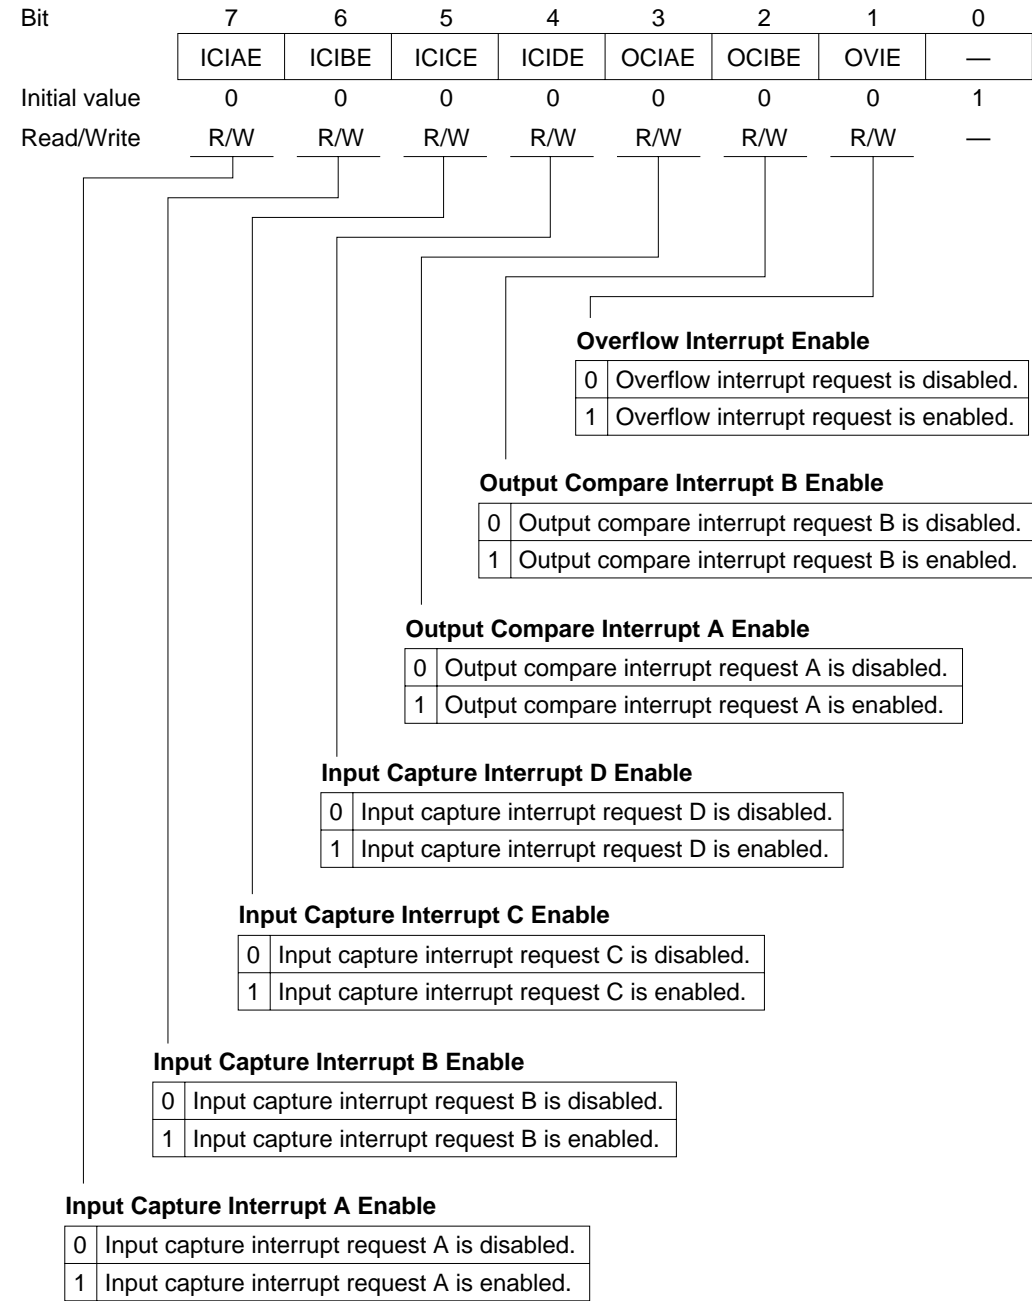 Bit 7 6 5 4 3 2 1 0
ICIAE ICIBE ICICE ICIDE OCIAE OCIBE OVIE —
Initial value 0 0 0 0 0 0 0 1
Read/Write R/W R/W R/W R/W R/W R/W R/W —
Overflow Interrupt Enable
0 Overflow interrupt request is disabled.
1 Overflow interrupt request is enabled.
Output Compare Interrupt B Enable
0 Output compare interrupt request B is disabled.
1 Output compare interrupt request B is enabled.
Output Compare Interrupt A Enable
0 Output compare interrupt request A is disabled.
1 Output compare interrupt request A is enabled.
Input Capture Interrupt D Enable
0 Input capture interrupt request D is disabled.
1 Input capture interrupt request D is enabled.
Input Capture Interrupt C Enable
0 Input capture interrupt request C is disabled.
1 Input capture interrupt request C is enabled.
Input Capture Interrupt B Enable
0 Input capture interrupt request B is disabled.
1 Input capture interrupt request B is enabled.
Input Capture Interrupt A Enable
0 Input capture interrupt request A is disabled.
1 Input capture interrupt request A is enabled.